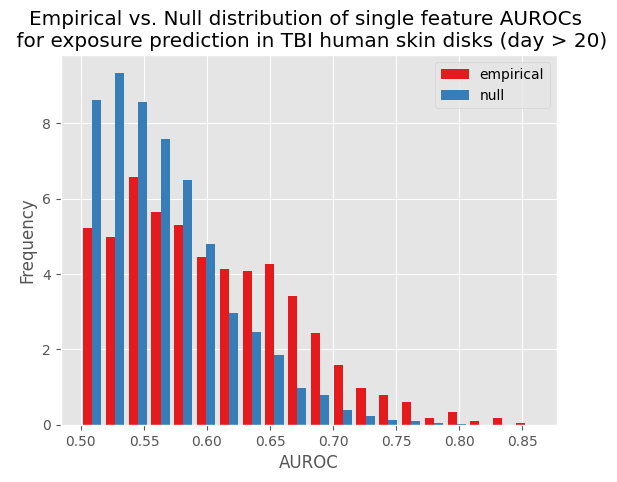 Empirical vs. Null distribution of single feature AUROCs
for exposure prediction in TBI human skin disks (day > 20)
empirical
null
Frequency
8
6
4
2
0
0.50 0.55 0.60 0.65 0.70 0.75 0.80 0.85
AUROC